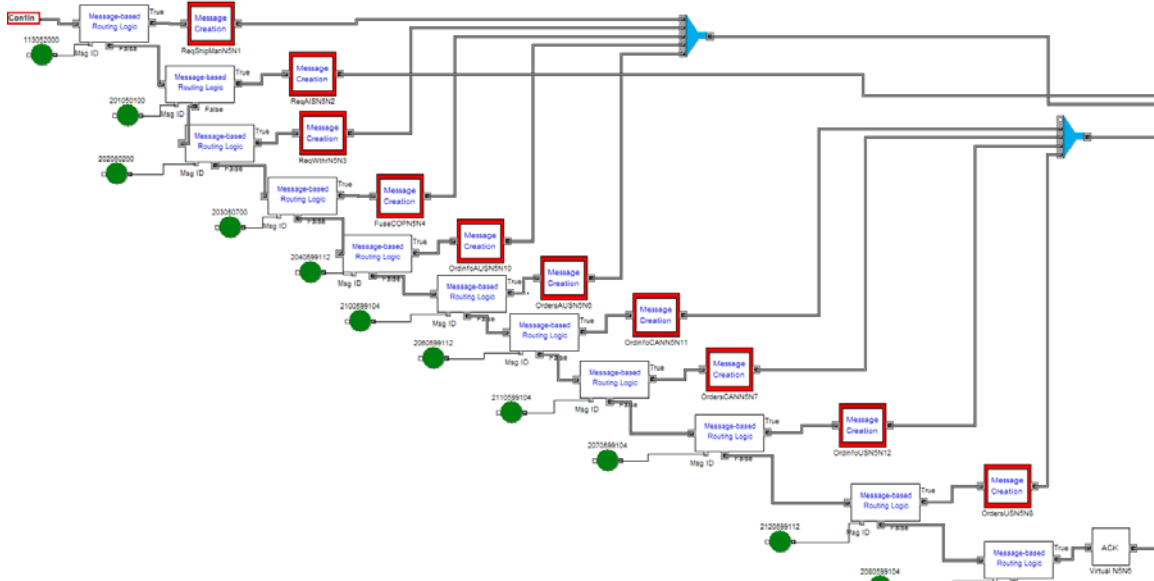 Con1in
Message-based
Routing Logic
True
False
Msg ID
113052000
Message
Creation
ReqShipManN5N1
Message-based
Routing Logic
True
False
Msg ID
201050100
Message
Creation
ReqAISN5N2
Message-based
Routing Logic
True
False
Msg ID
202050200
Message
Creation
ReqWthrN5N3
Message-based
Routing Logic
True
False
Msg ID
203050700
Message
Creation
FuseCOPN5N4
Message-based
Routing Logic
True
False
Msg ID
2040599112
Message
Creation
OrdinfoAUSN5N10
Message-based
Routing Logic
True
False
Msg ID
2100599104
Message
Creation
OrdersAUSN5N6
Message-based
Routing Logic
True
False
Msg ID
2060599112
Message
Creation
OrdinfoCANN5N11
Message-based
Routing Logic
True
False
Msg ID
2110599104
Message
Creation
OrdersCANN5N7
Message-based
Routing Logic
True
False
Msg ID
2070599104
Message
Creation
OrdinfoUSN5N12
Message-based
Routing Logic
True
False
Msg ID
2120599112
Message
Creation
OrdersUSN5N8
Message-based
Routing Logic
True
2080599104
ACK
Virtual N5N6